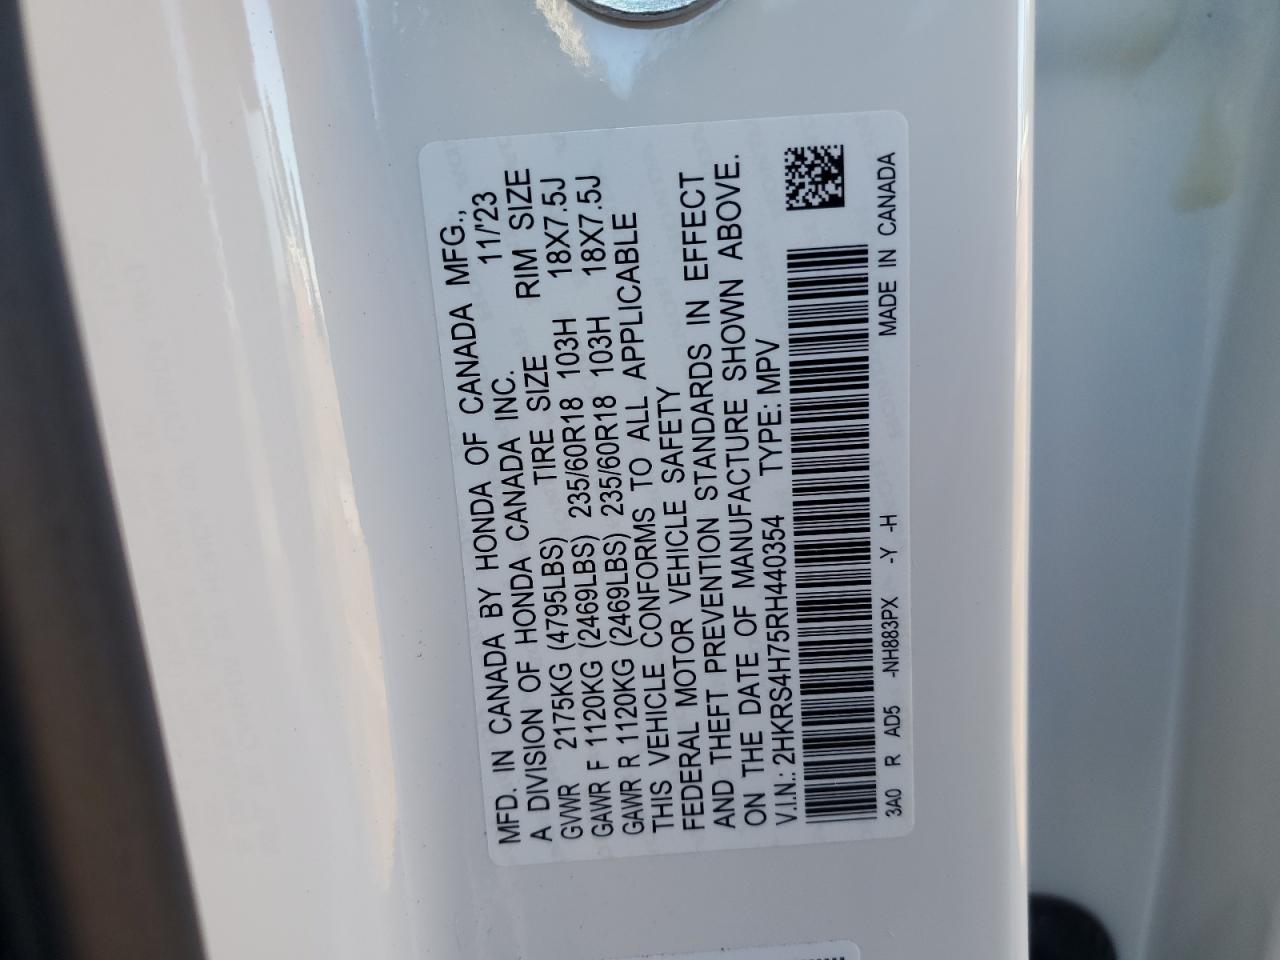 MFD. IN CANADA BY HONDA OF CANADA MFG.,
A DIVISION OF HONDA CANADA INC. 11/'23
TIRE SIZE RIM SIZE
GVWR 2175KG (4795LBS)
GAWR F 1120KG (2469LBS) 235/60R18 103H 18X7.5J
GAWR R 1120KG (2469LBS) 235/60R18 103H 18X7.5J
THIS VEHICLE CONFORMS TO ALL APPLICABLE
FEDERAL MOTOR VEHICLE SAFETY
AND THEFT PREVENTION STANDARDS IN EFFECT
ON THE DATE OF MANUFACTURE SHOWN ABOVE.
V.I.N.: 2HKRS4H75RH440354 TYPE: MPV
3A0 R AD5 -NH883PX -Y -H MADE IN CANADA